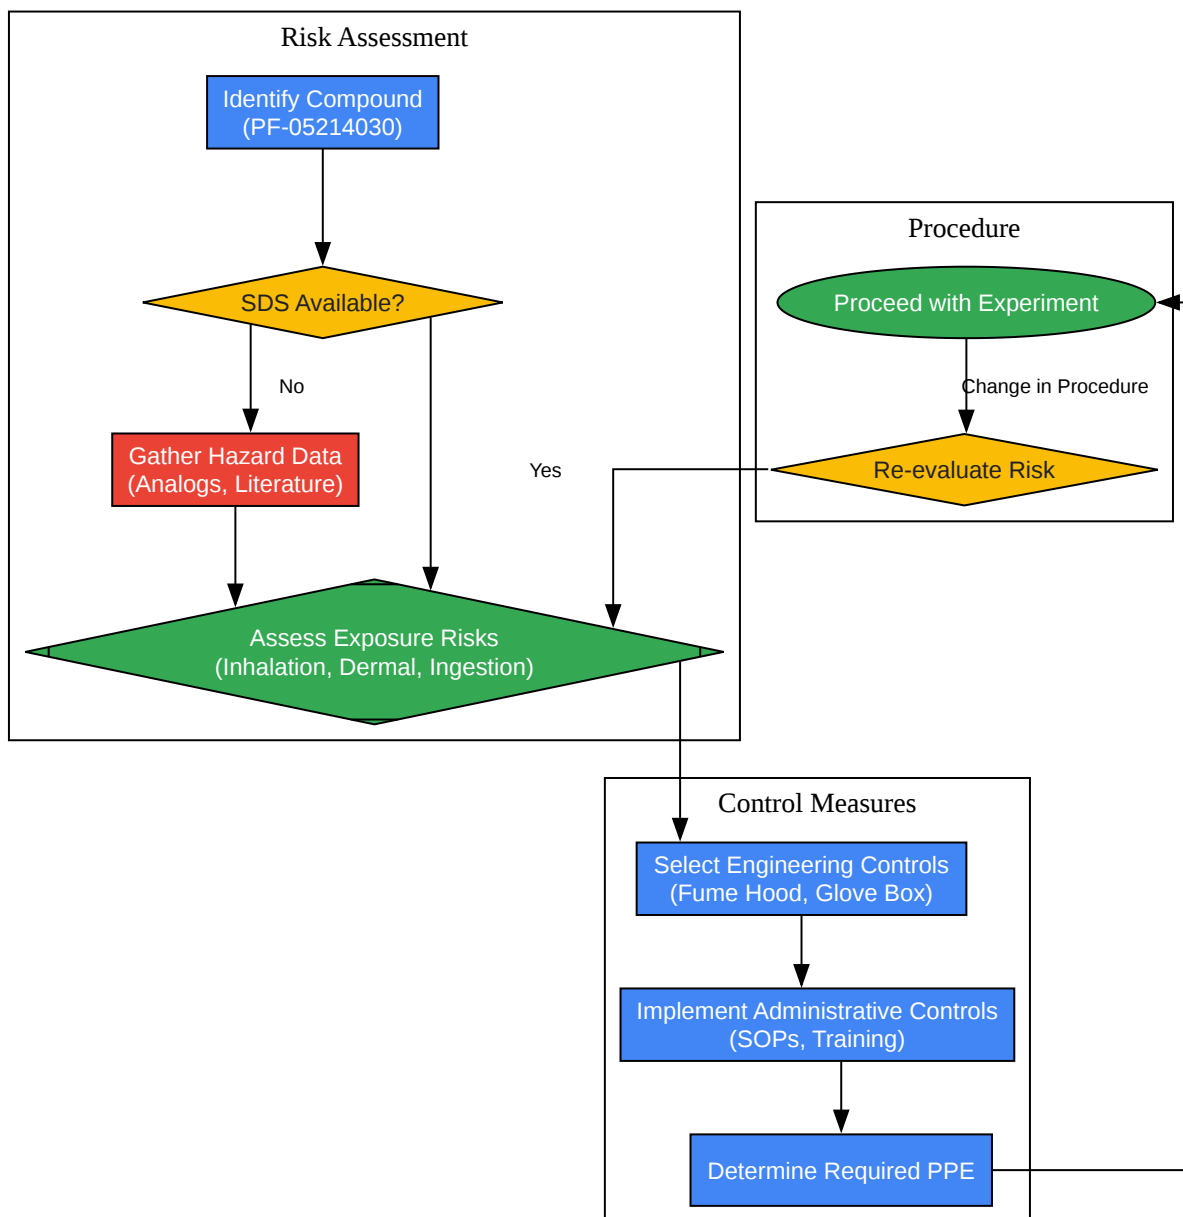 Risk Assessment
Identify Compound
(PF-05214030)
SDS Available?
No
Yes
Gather Hazard Data
(Analogs, Literature)
Assess Exposure Risks
(Inhalation, Dermal, Ingestion)
Procedure
Proceed with Experiment
Change in Procedure
Re-evaluate Risk
Control Measures
Select Engineering Controls
(Fume Hood, Glove Box)
Implement Administrative Controls
(SOPs, Training)
Determine Required PPE